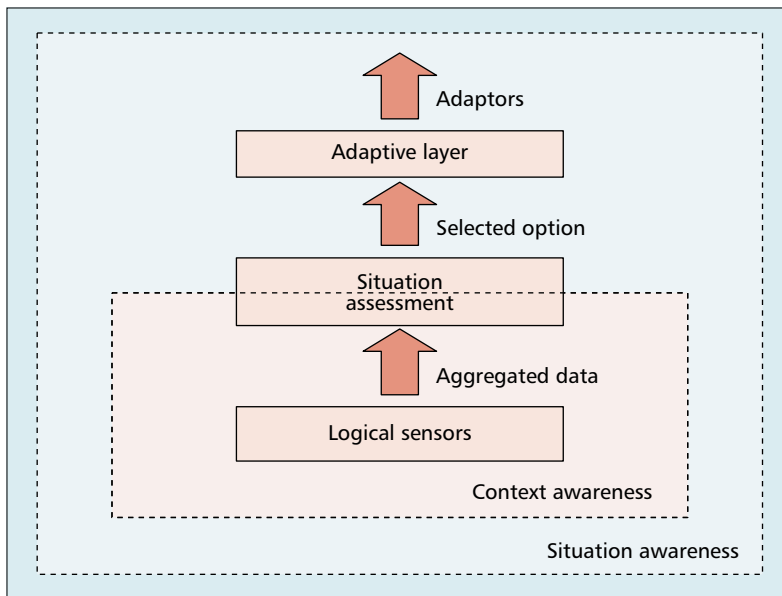 Adaptors
Adaptive layer
Selected option
Situation
assessment
Aggregated data
Logical sensors
Context awareness
Situation awareness